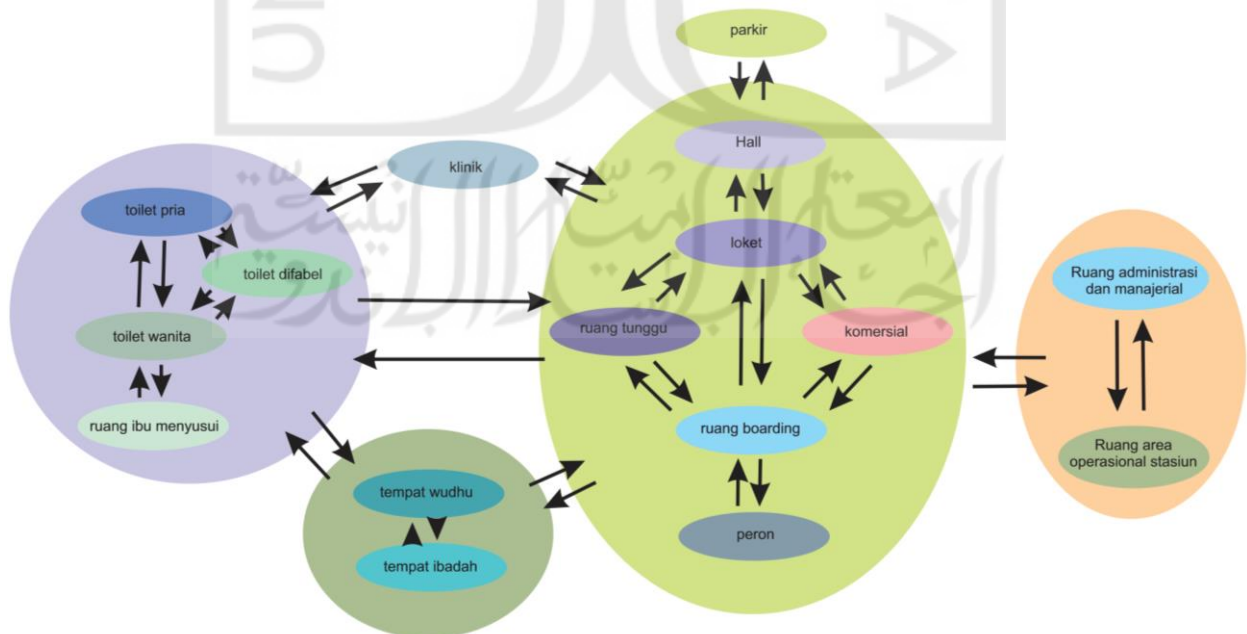 parkir
Hall
klinik
toilet pria
loket
toilet difabel
Ruang administrasi
dan manajerial
ruang tunggu
komersial
toilet wanita
ruang ibu menyusui
ruang boarding
Ruang area
operasional stasiun
tempat wudhu
peron
tempat ibadah